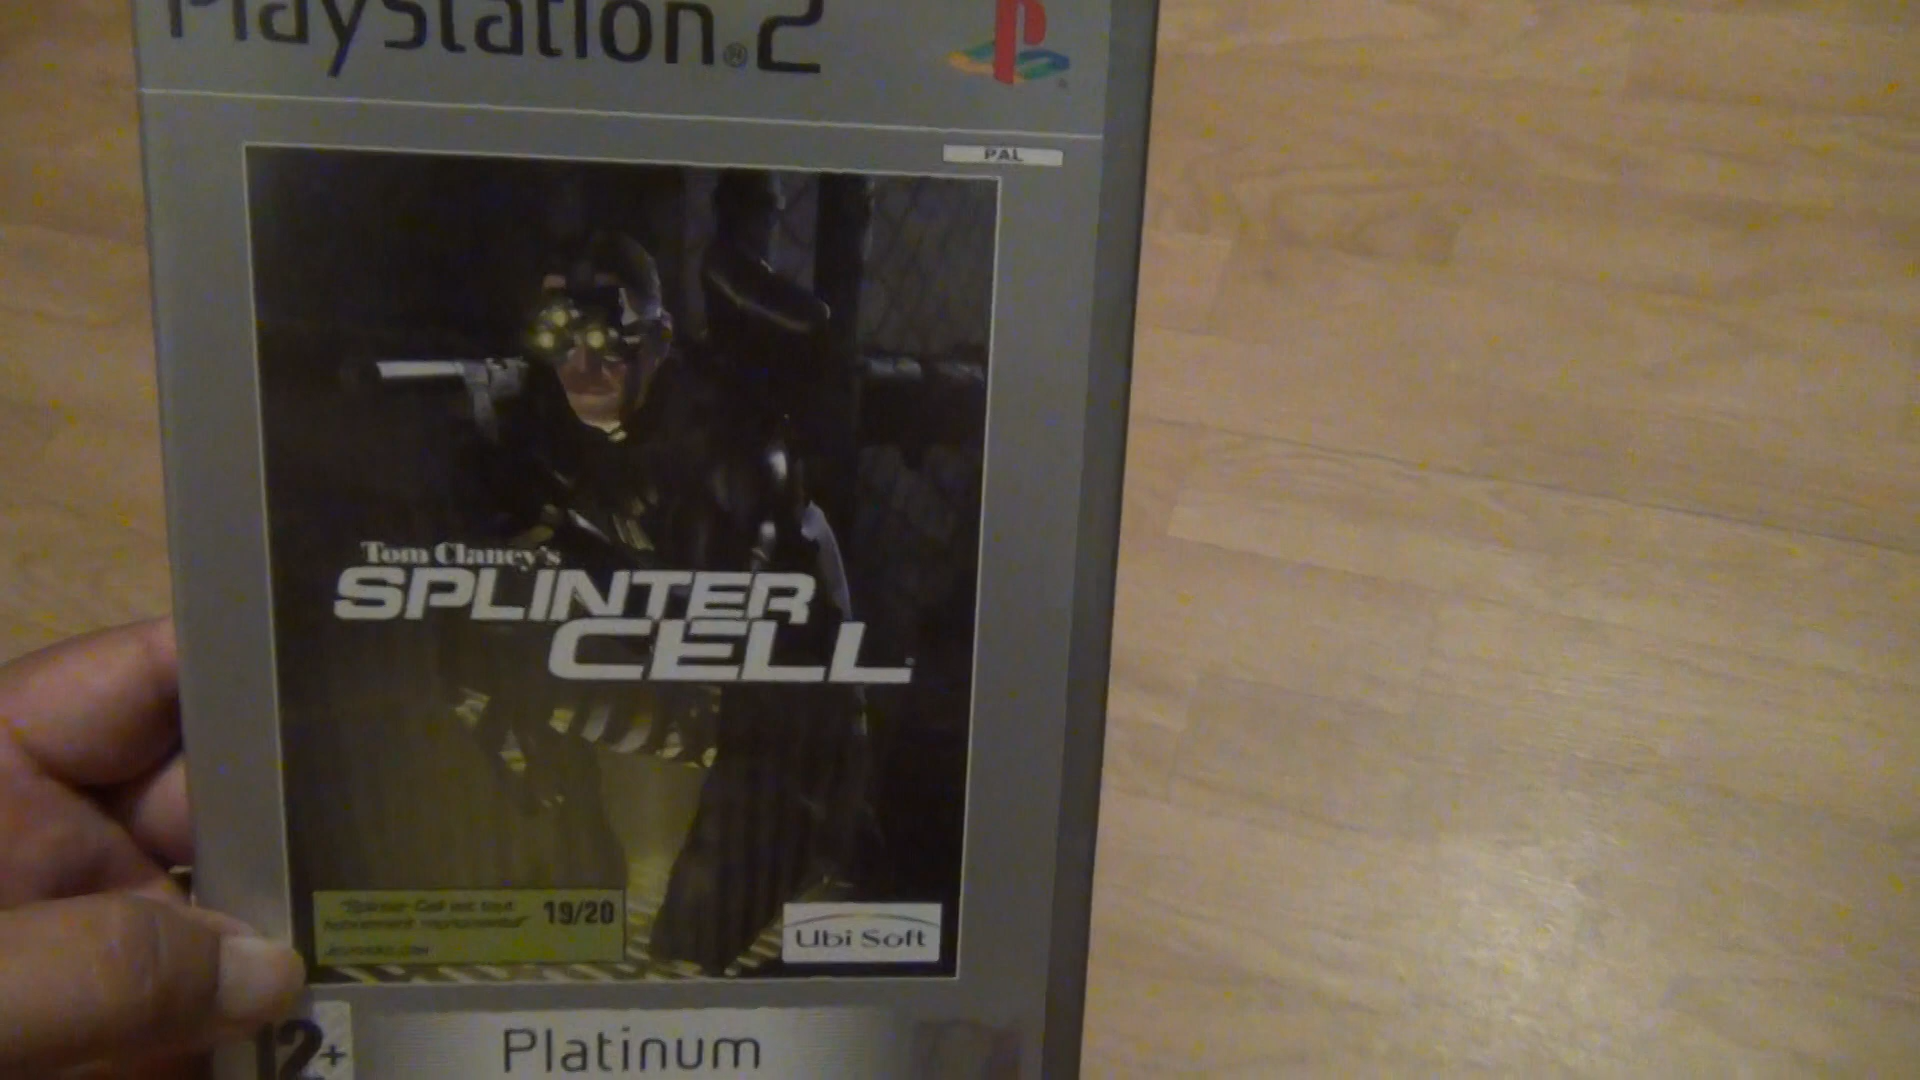 PlayStation®2
PAL
Tom Clancy's
SPLINTER
CELL
19/20
Ubi Soft
12+
Platinum